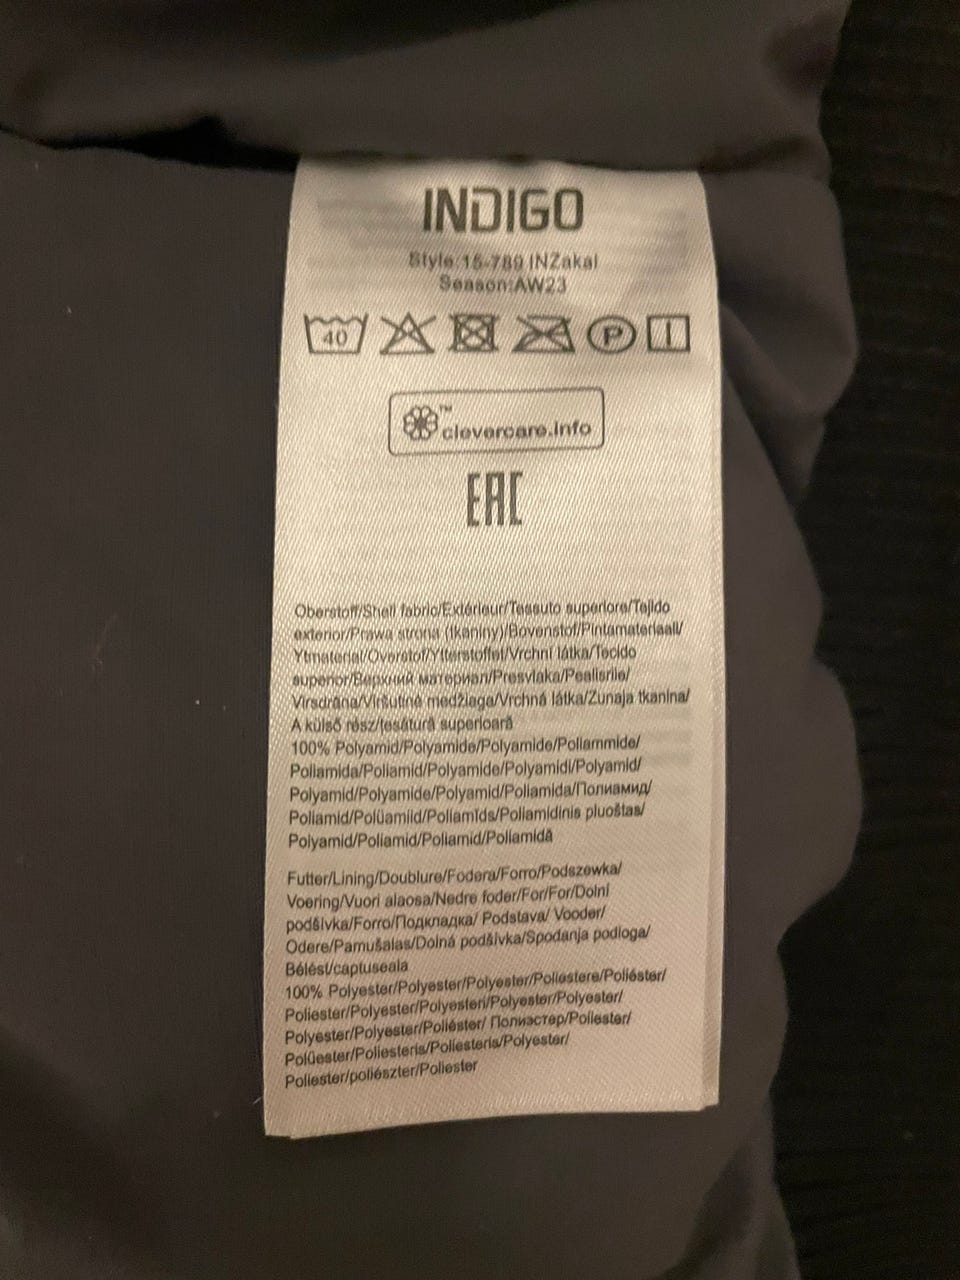 INDIGO
Style:15-789 INZakai
Season:AW23
40 P
™
clevercare.info
EAC
Oberstoff/Shell fabric/Extérieur/Tessuto superiore/Tejido
exterior/Prawa strona (tkaniny)/Bovenstof/Pintamateriaali/
Ytmaterial/Overstof/Ytterstoffet/Vrchní látka/Tecido
superior/Верхний материал/Presvlaka/Pealisriie/
Virsdrāna/Viršutinė medžiaga/Vrchná látka/Zunaja tkanina/
A külső rész/tesătură superioară
100% Polyamid/Polyamide/Polyamide/Poliammide/
Poliamida/Poliamid/Polyamide/Polyamidi/Polyamid/
Polyamid/Polyamide/Polyamid/Poliamida/Полиамид/
Poliamid/Polüamiid/Poliamīds/Poliamidinis pluoštas/
Polyamid/Poliamid/Poliamid/Poliamidă
Futter/Lining/Doublure/Fodera/Forro/Podszewka/
Voering/Vuori alaosa/Nedre foder/For/For/Dolní
podšívka/Forro/Подкладка/ Podstava/ Vooder/
Odere/Pamušalas/Dolná podšívka/Spodanja podloga/
Bélést/captuseala
100% Polyester/Polyester/Polyester/Poliestere/Poliéster/
Poliester/Polyester/Polyesteri/Polyester/Polyester/
Polyester/Polyester/Poliéster/ Полиэстер/Poliester/
Polüester/Poliesteris/Poliesteris/Polyester/
Poliester/poliészter/Poliester